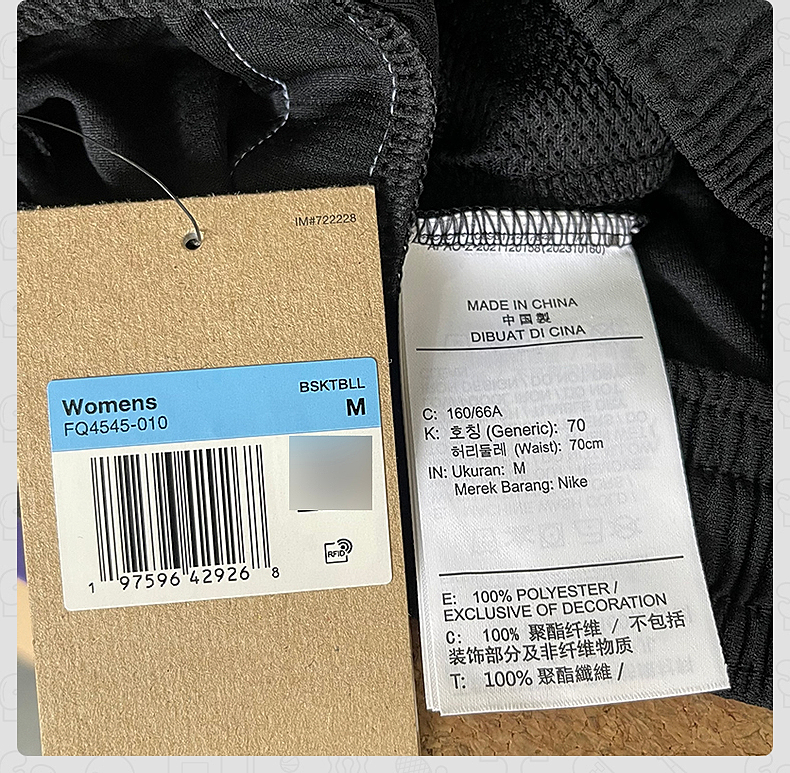 IM#722228
BSKTBLL
Womens M
FQ4545-010
1 97596 42926 8
RFID
MADE IN CHINA
中国製
DIBUAT DI CINA
C: 160/66A
K: 호칭 (Generic): 70
허리둘레 (Waist): 70cm
IN: Ukuran: M
Merek Barang: Nike
E: 100% POLYESTER /
EXCLUSIVE OF DECORATION
C: 100% 聚酯纤维 / 不包括
装饰部分及非纤维物质
T: 100% 聚酯纖維 /